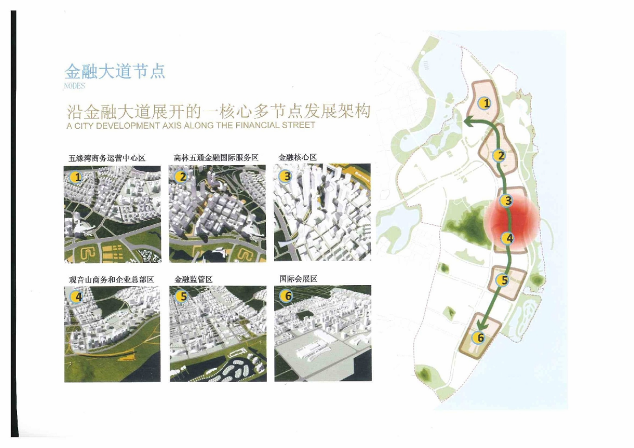 金融大道节点
NODES
沿金融大道展开的一核心多节点发展架构
A CITY DEVELOPMENT AXIS ALONG THE FINANCIAL STREET
五缘湾商务运营中心区
高林五通金融国际服务区
金融核心区
1
2
3
观音山商务和企业总部区
金融监管区
国际会展区
4
5
6
1
2
3
4
5
6